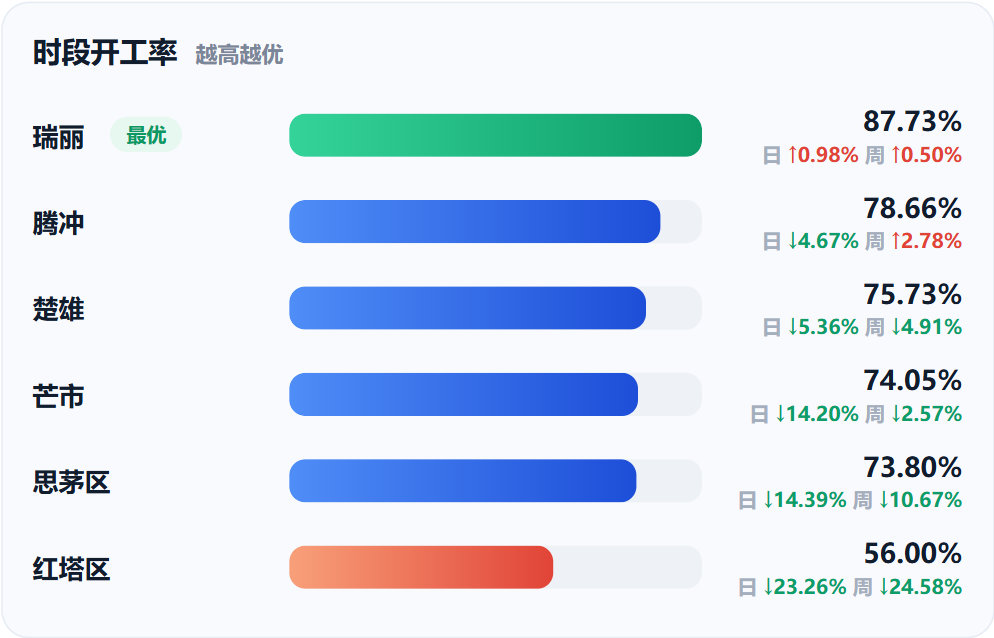 时段开工率 越高越优
瑞丽 最优 87.73%
日 ↑0.98% 周 ↑0.50%
腾冲 78.66%
日 ↓4.67% 周 ↑2.78%
楚雄 75.73%
日 ↓5.36% 周 ↓4.91%
芒市 74.05%
日 ↓14.20% 周 ↓2.57%
思茅区 73.80%
日 ↓14.39% 周 ↓10.67%
红塔区 56.00%
日 ↓23.26% 周 ↓24.58%